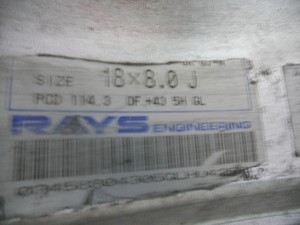 SIZE 18×8.0 J
PCD 114.3 OF +43 5H GL
RAYS ENGINEERING